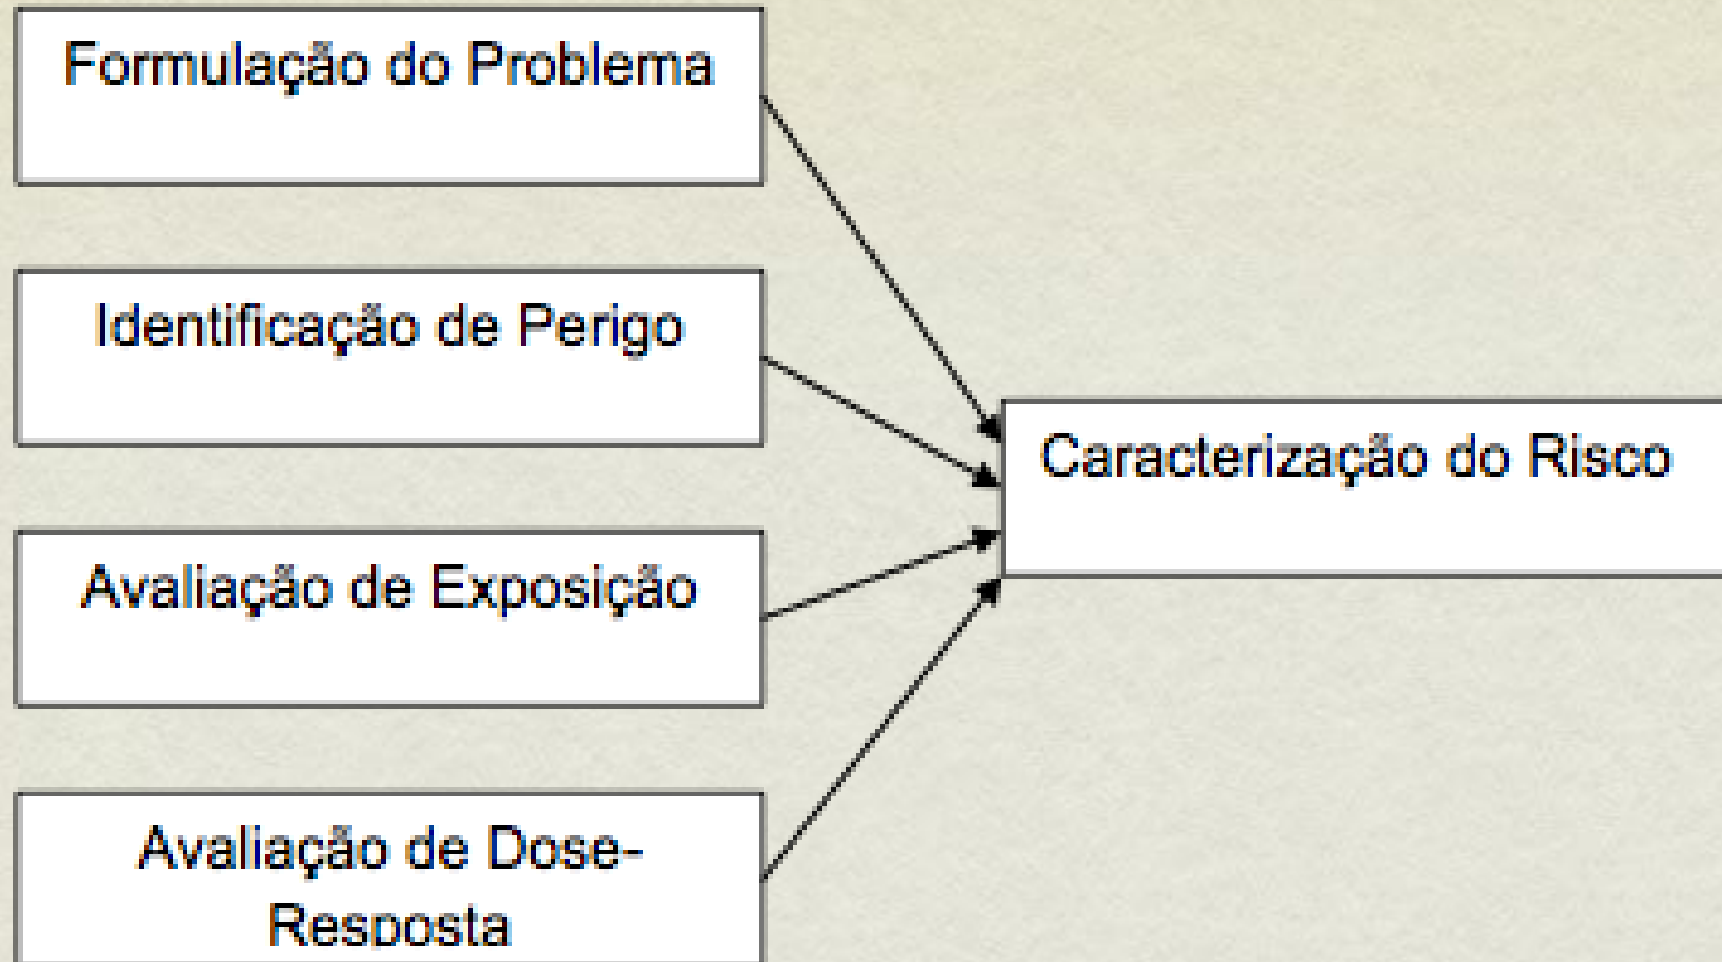 Formulação do Problema
Identificação de Perigo
Caracterização do Risco
Avaliação de Exposição
Avaliação de Dose-
Resposta